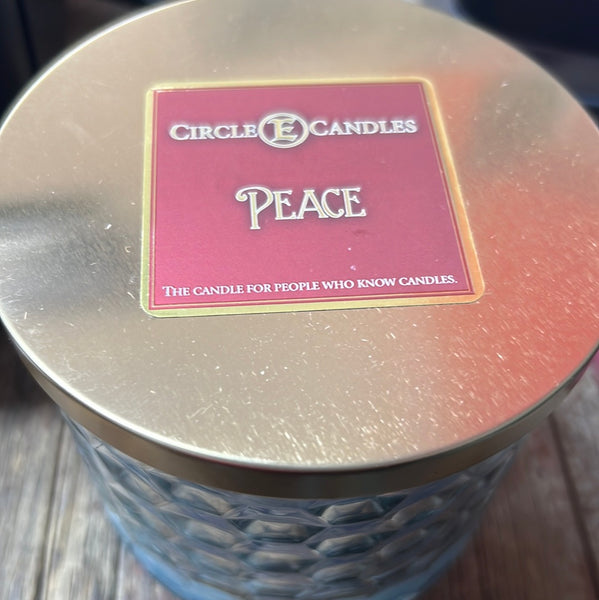 CIRCLE E CANDLES
PEACE
THE CANDLE FOR PEOPLE WHO KNOW CANDLES.